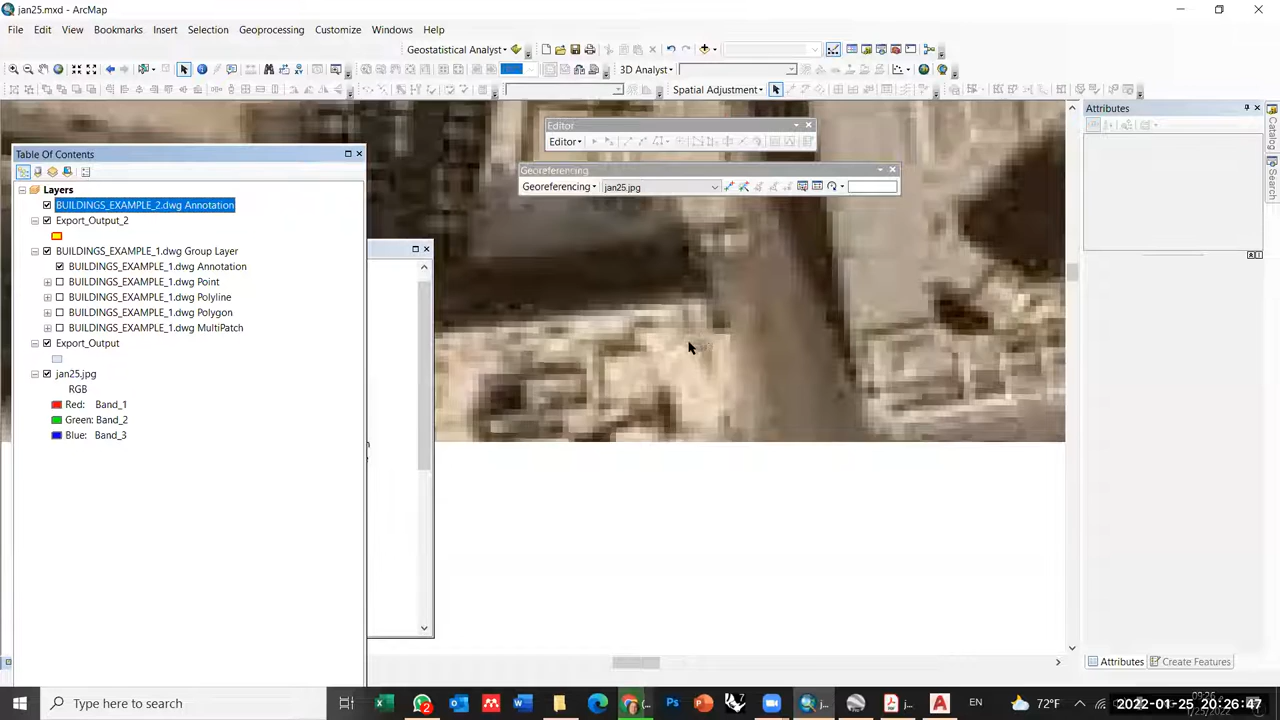 jan25.mxd - ArcMap
File Edit View Bookmarks Insert Selection Geoprocessing Customize Windows Help
Geostatistical Analyst
3D Analyst
Spatial Adjustment
Table Of Contents
Layers
BUILDINGS_EXAMPLE_2.dwg Annotation
Export_Output_2
BUILDINGS_EXAMPLE_1.dwg Group Layer
BUILDINGS_EXAMPLE_1.dwg Annotation
BUILDINGS_EXAMPLE_1.dwg Point
BUILDINGS_EXAMPLE_1.dwg Polyline
BUILDINGS_EXAMPLE_1.dwg Polygon
BUILDINGS_EXAMPLE_1.dwg MultiPatch
Export_Output
jan25.jpg
RGB
Red: Band_1
Green: Band_2
Blue: Band_3
Editor
Editor
Georeferencing
Georeferencing jan25.jpg
Attributes
Catalog
Search
Attributes Create Features
Type here to search
2
EN
72°F
2022-01-25 20:26:47